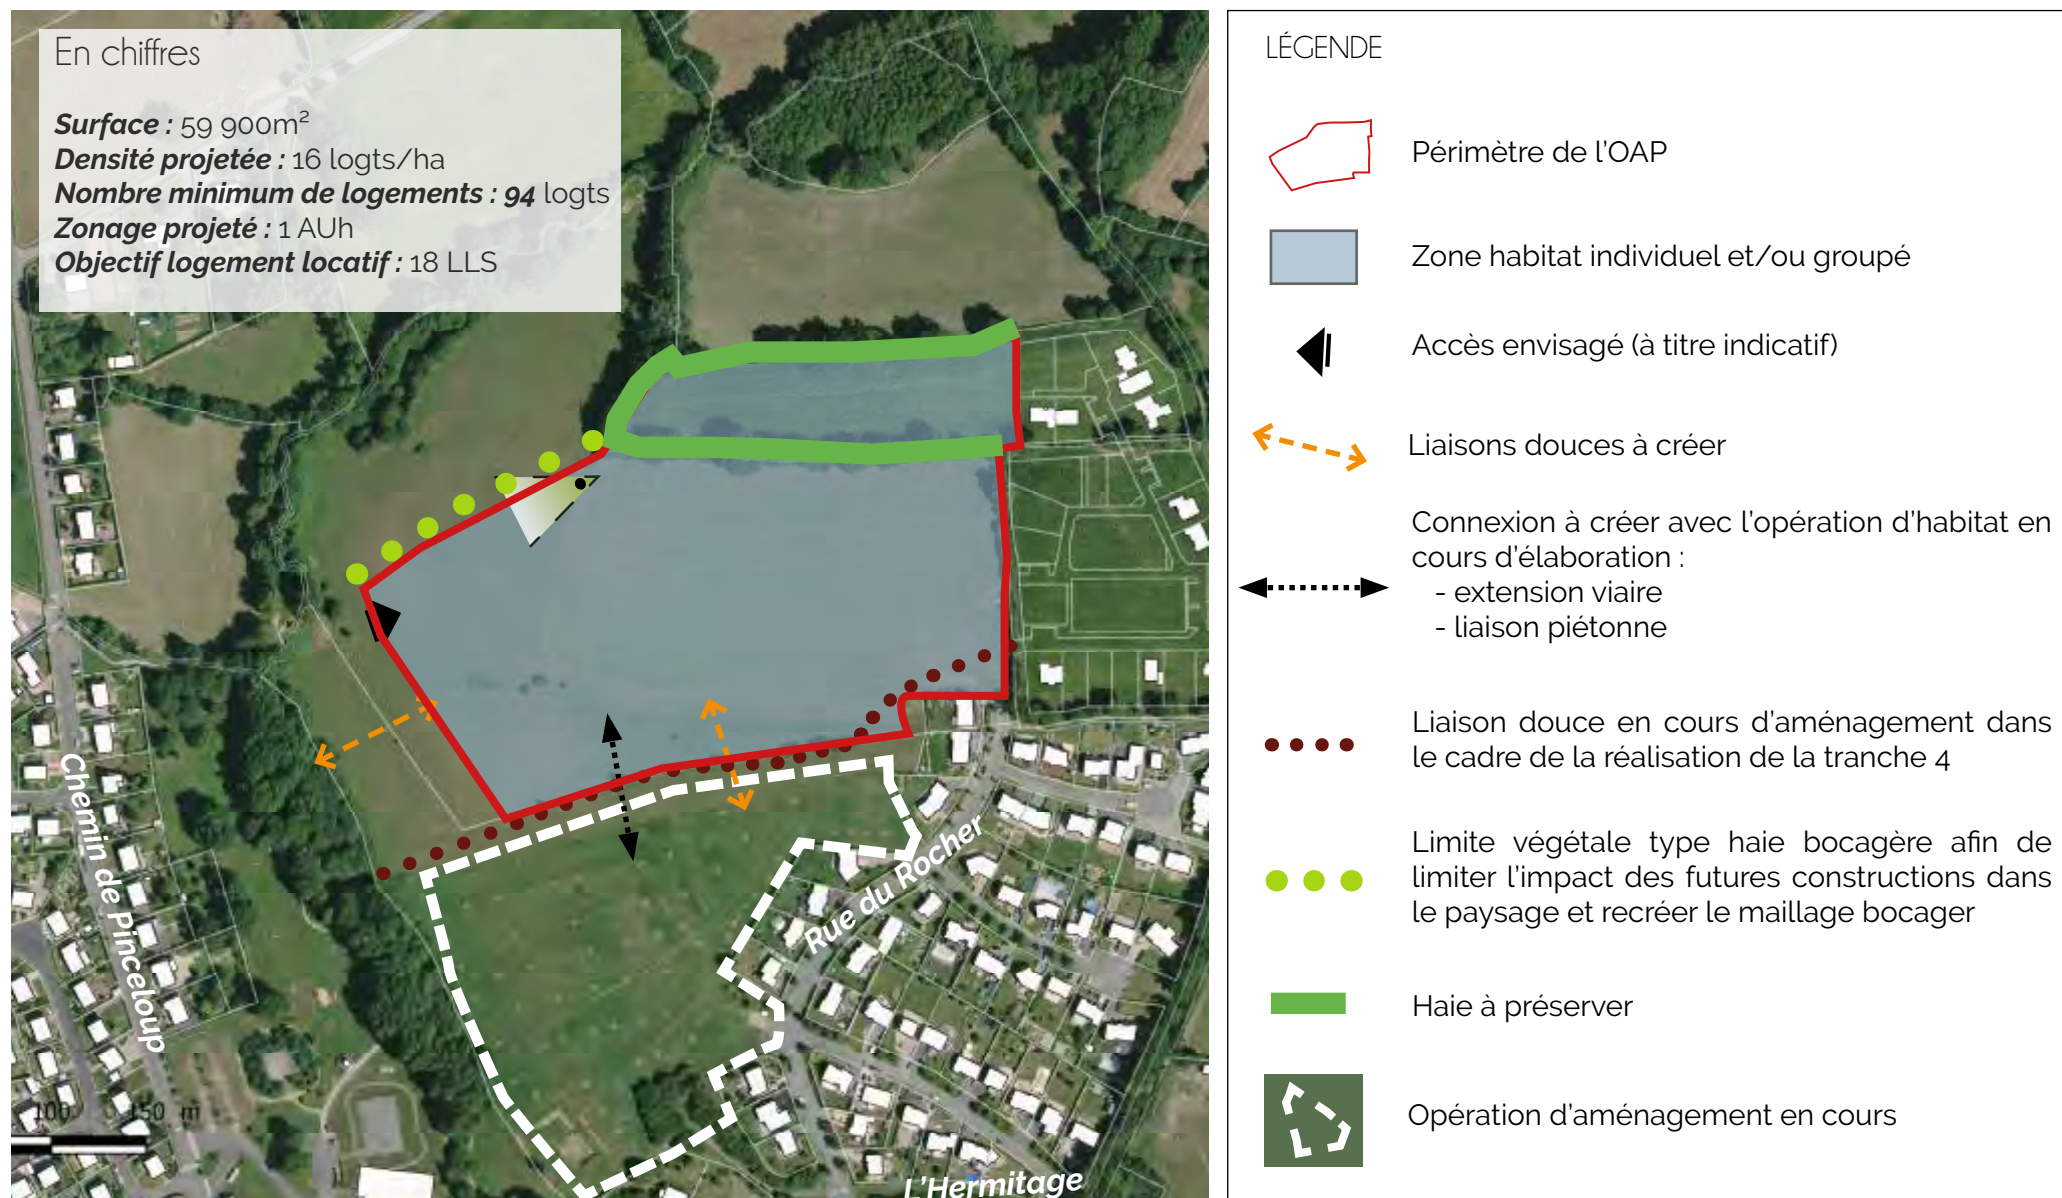 En chiffres
Surface : 59 900m²
Densité projetée : 16 logts/ha
Nombre minimum de logements : 94 logts
Zonage projeté : 1 AUh
Objectif logement locatif : 18 LLS
Chemin de Pinceloup
Rue du Rocher
L'Hermitage
100 150 m
LÉGENDE
Périmètre de l'OAP
Zone habitat individuel et/ou groupé
Accès envisagé (à titre indicatif)
Liaisons douces à créer
Connexion à créer avec l'opération d'habitat en
cours d'élaboration :
- extension viaire
- liaison piétonne
Liaison douce en cours d'aménagement dans
le cadre de la réalisation de la tranche 4
Limite végétale type haie bocagère afin de
limiter l'impact des futures constructions dans
le paysage et recréer le maillage bocager
Haie à préserver
Opération d'aménagement en cours